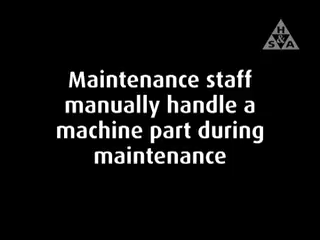 H
& 
S A
Maintenance staff
manually handle a
machine part during
maintenance